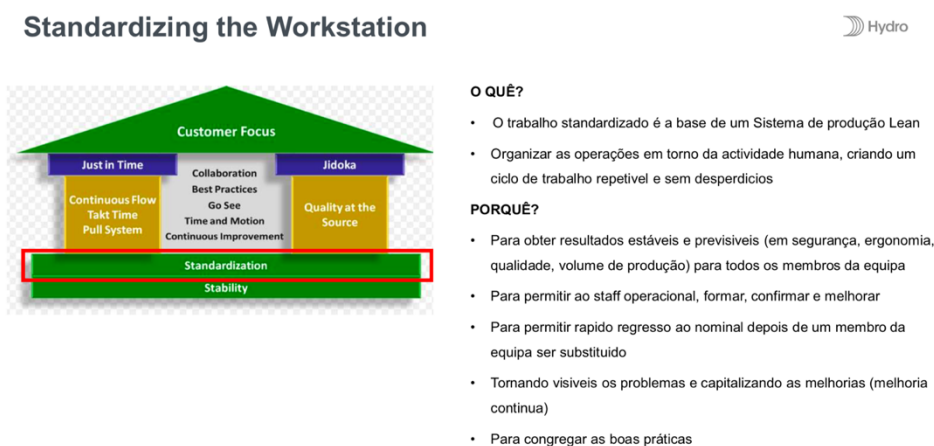 Standardizing the Workstation
Hydro
Customer Focus
Just in Time
Jidoka
Collaboration
Best Practices
Go See
Time and Motion
Continuous Improvement
Continuous Flow
Takt Time
Pull System
Quality at the
Source
Standardization
Stability
O QUÊ?
• O trabalho standardizado é a base de um Sistema de produção Lean
• Organizar as operações em torno da actividade humana, criando um
ciclo de trabalho repetivel e sem desperdicios
PORQUÊ?
• Para obter resultados estáveis e previsiveis (em segurança, ergonomia,
qualidade, volume de produção) para todos os membros da equipa
• Para permitir ao staff operacional, formar, confirmar e melhorar
• Para permitir rapido regresso ao nominal depois de um membro da
equipa ser substituido
• Tornando visiveis os problemas e capitalizando as melhorias (melhoria
continua)
• Para congregar as boas práticas